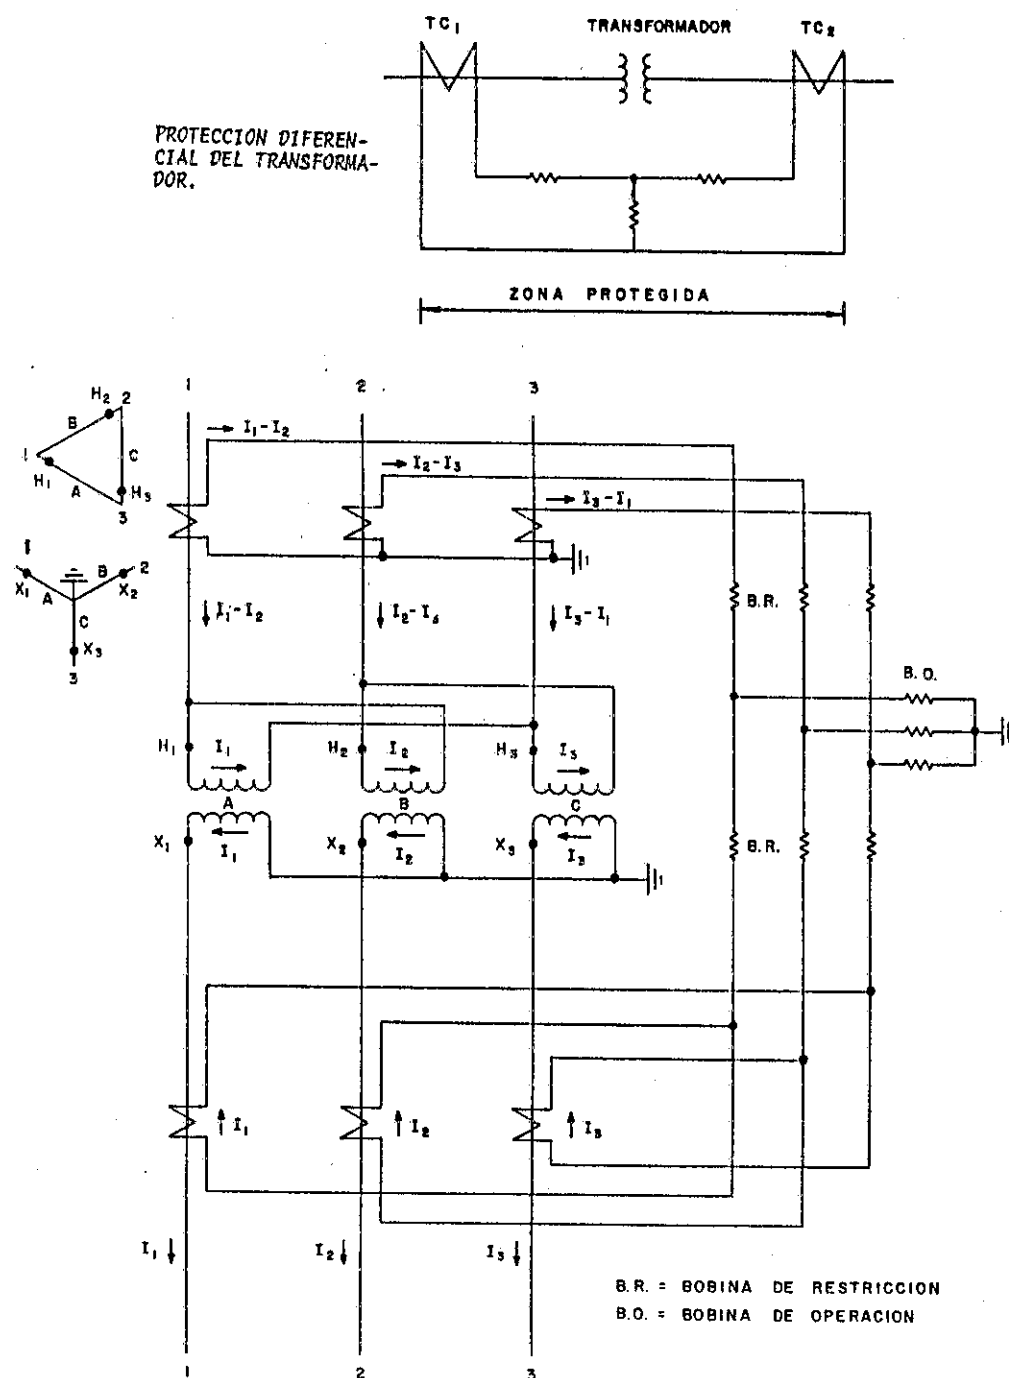 TC₁ TRANSFORMADOR TC₂
PROTECCION DIFEREN-
CIAL DEL TRANSFORMA-
DOR.
ZONA PROTEGIDA
1 2 3
H₂ 2
B
1 C
H₁ A H₃
3
I₁-I₂
I₂-I₃
I₃-I₁
1 B 2
X₁ A X₂
C
X₃
3
I₁-I₂ I₂-I₃ I₃-I₁
B.R.
B.O.
H₁ I₁ H₂ I₂ H₃ I₃
A B C
X₁ I₁ X₂ I₂ X₃ I₃
B.R.
I₁ I₂ I₃
I₁ I₂ I₃
B.R. = BOBINA DE RESTRICCION
B.O. = BOBINA DE OPERACION
1 2 3